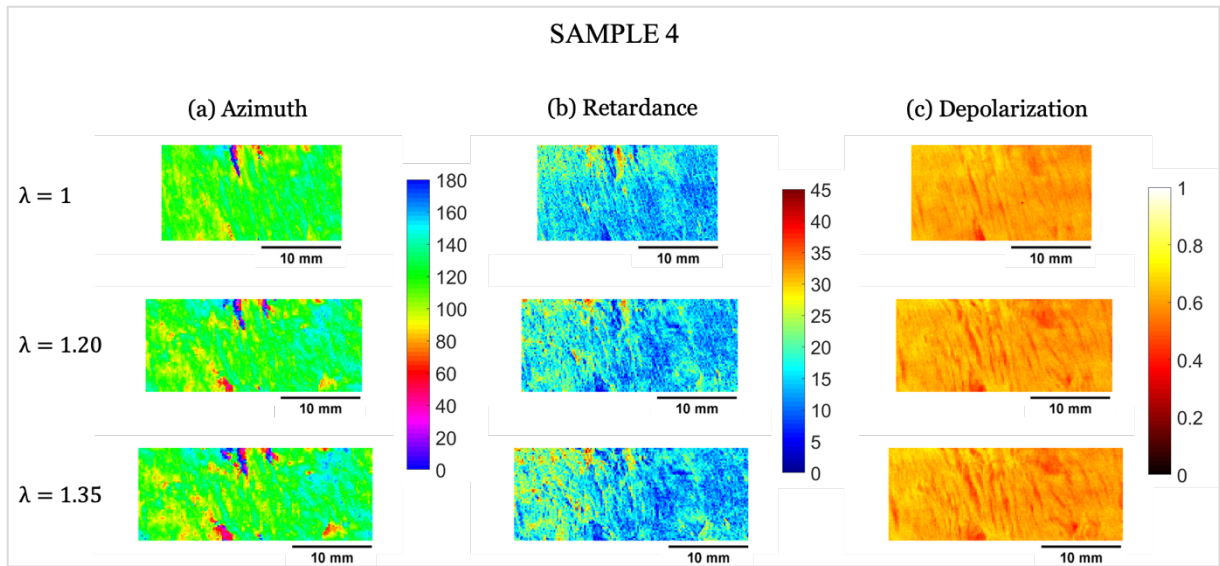 SAMPLE 4
(a) Azimuth
(b) Retardance
(c) Depolarization
λ = 1
10 mm
10 mm
10 mm
λ = 1.20
10 mm
10 mm
10 mm
λ = 1.35
10 mm
10 mm
10 mm
180
160
140
120
100
80
60
40
20
0
45
40
35
30
25
20
15
10
5
0
1
0.8
0.6
0.4
0.2
0